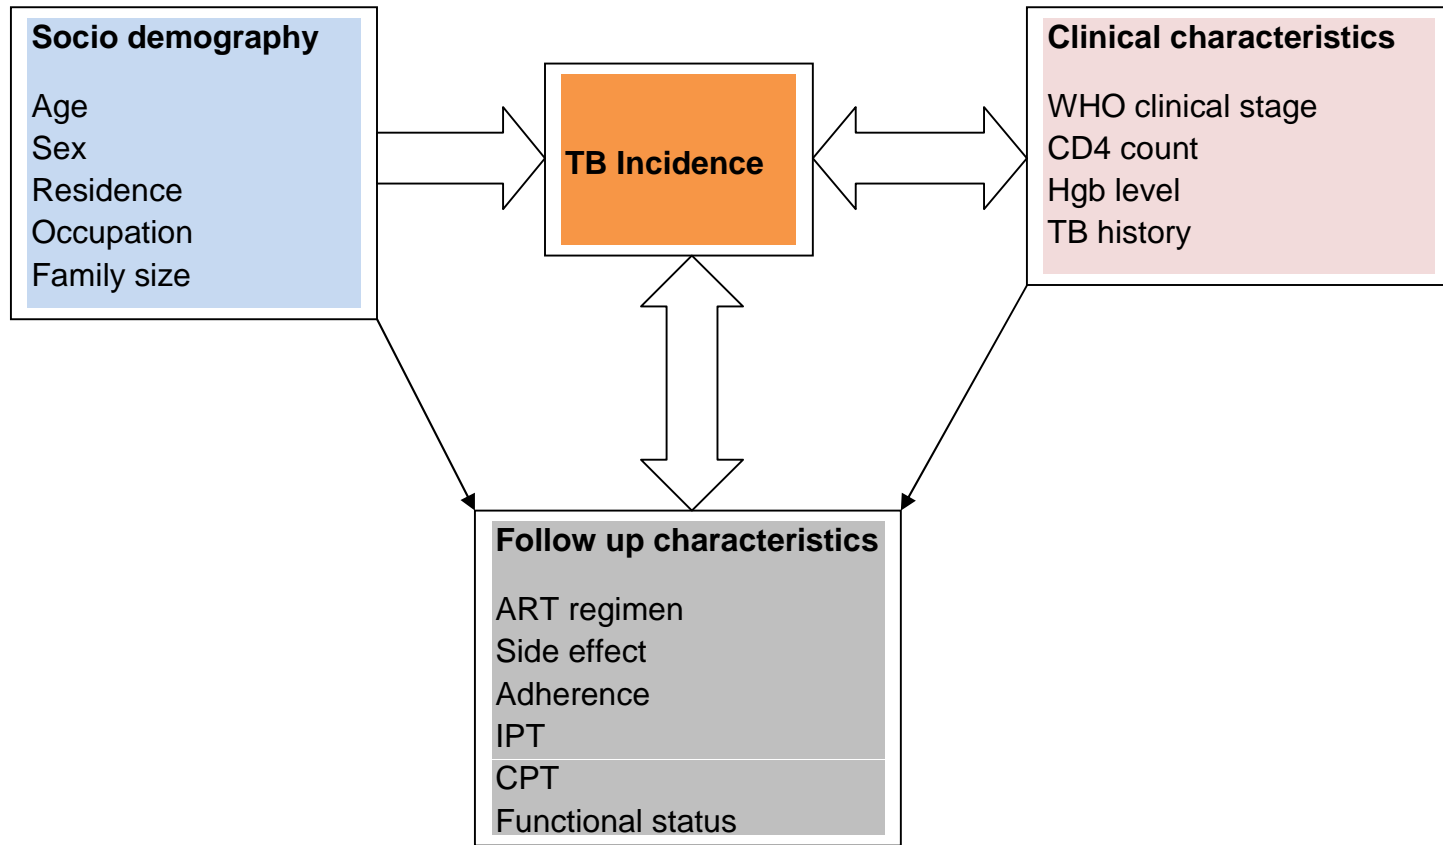 Socio demography
Age
Sex
Residence
Occupation
Family size
TB Incidence
Clinical characteristics
WHO clinical stage
CD4 count
Hgb level
TB history
Follow up characteristics
ART regimen
Side effect
Adherence
IPT
CPT
Functional status